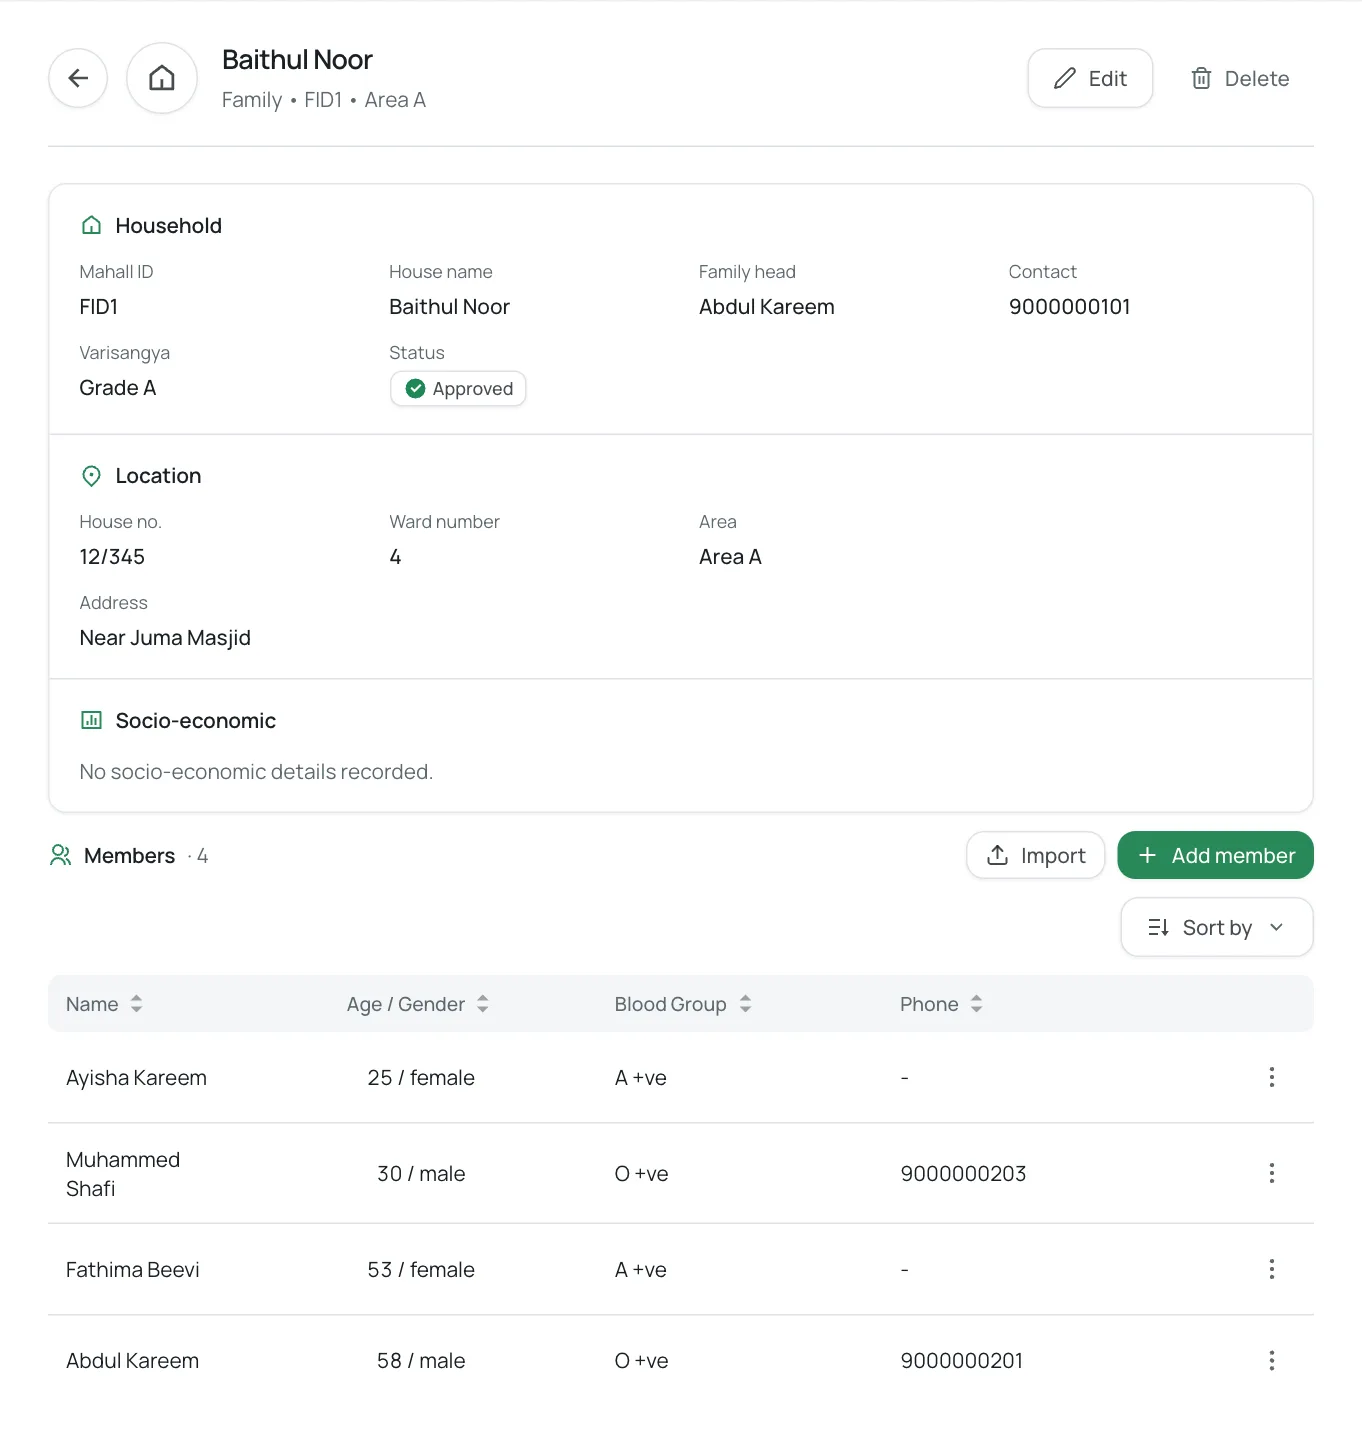 Baithul Noor
Family • FID1 • Area A
Edit
Delete
Household
Mahall ID
House name
Family head
Contact
FID1
Baithul Noor
Abdul Kareem
9000000101
Varisangya
Status
Grade A
Approved
Location
House no.
Ward number
Area
12/345
4
Area A
Address
Near Juma Masjid
Socio-economic
No socio-economic details recorded.
Members · 4
Import
+ Add member
Sort by
Name
Age / Gender
Blood Group
Phone
Ayisha Kareem
25 / female
A +ve
-
Muhammed
Shafi
30 / male
O +ve
9000000203
Fathima Beevi
53 / female
A +ve
-
Abdul Kareem
58 / male
O +ve
9000000201